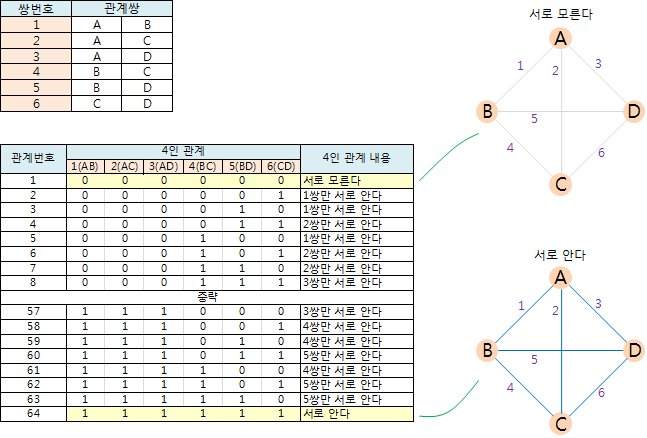 쌍번호 관계쌍
1 A B
2 A C
3 A D
4 B C
5 B D
6 C D
서로 모른다
A
1 2 3
B D
5
4 6
C
관계번호 4인 관계 4인 관계 내용
1(AB) 2(AC) 3(AD) 4(BC) 5(BD) 6(CD)
1 0 0 0 0 0 0 서로 모른다
2 0 0 0 0 0 1 1쌍만 서로 안다
3 0 0 0 0 1 0 1쌍만 서로 안다
4 0 0 0 0 1 1 2쌍만 서로 안다
5 0 0 0 1 0 0 1쌍만 서로 안다
6 0 0 0 1 0 1 2쌍만 서로 안다
7 0 0 0 1 1 0 2쌍만 서로 안다
8 0 0 0 1 1 1 3쌍만 서로 안다
중략
57 1 1 1 0 0 0 3쌍만 서로 안다
58 1 1 1 0 0 1 4쌍만 서로 안다
59 1 1 1 0 1 0 4쌍만 서로 안다
60 1 1 1 0 1 1 5쌍만 서로 안다
61 1 1 1 1 0 0 4쌍만 서로 안다
62 1 1 1 1 0 1 5쌍만 서로 안다
63 1 1 1 1 1 0 5쌍만 서로 안다
64 1 1 1 1 1 1 서로 안다
서로 안다
A
1 2 3
B D
5
4 6
C